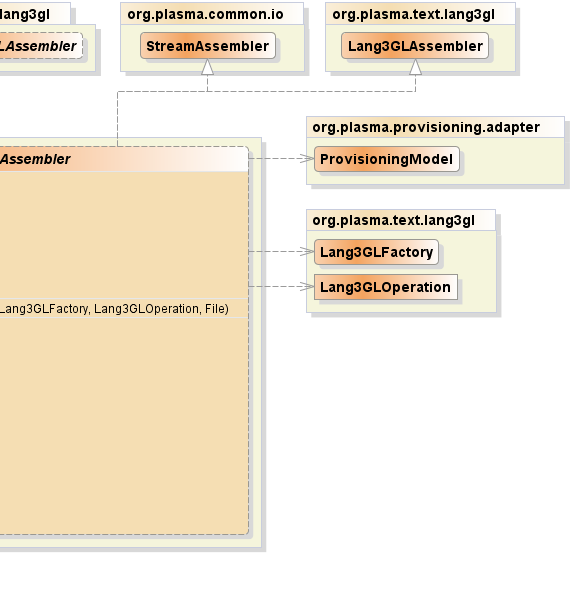 lang3gl
org.plasma.common.io
org.plasma.text.lang3gl
LAssembler
StreamAssembler
Lang3GLAssembler
org.plasma.provisioning.adapter
Assembler
ProvisioningModel
org.plasma.text.lang3gl
Lang3GLFactory
Lang3GLOperation
Lang3GLFactory, Lang3GLOperation, File)